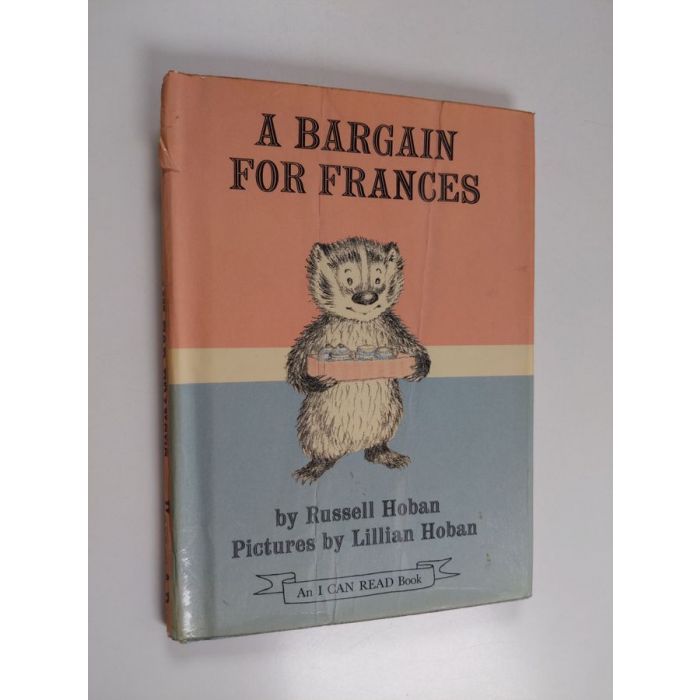 A BARGAIN
FOR FRANCES
by Russell Hoban
Pictures by Lillian Hoban
An I CAN READ Book